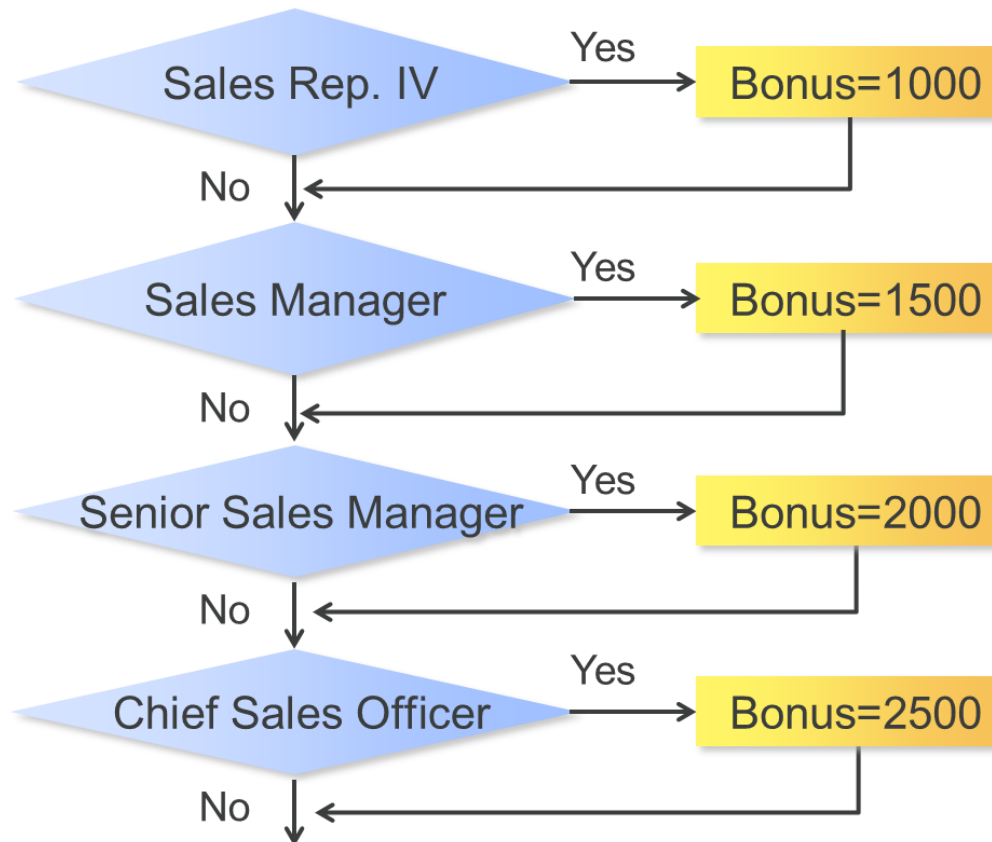 Sales Rep. IV
Yes
Bonus=1000
No
Sales Manager
Yes
Bonus=1500
No
Senior Sales Manager
Yes
Bonus=2000
No
Chief Sales Officer
Yes
Bonus=2500
No